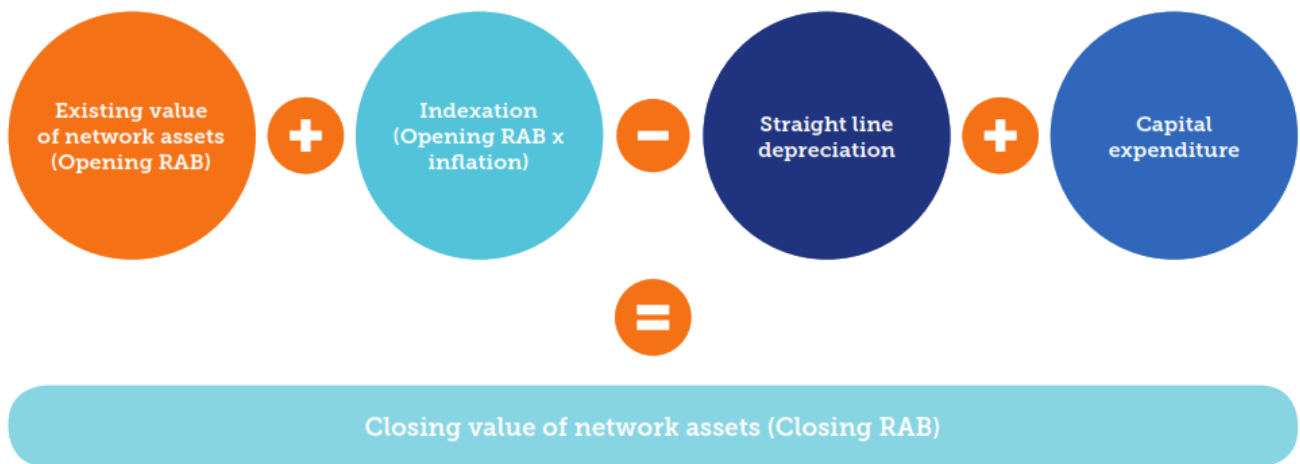 Existing value
of network assets
(Opening RAB)
+
Indexation
(Opening RAB x
inflation)
−
Straight line
depreciation
+
Capital
expenditure
=
Closing value of network assets (Closing RAB)